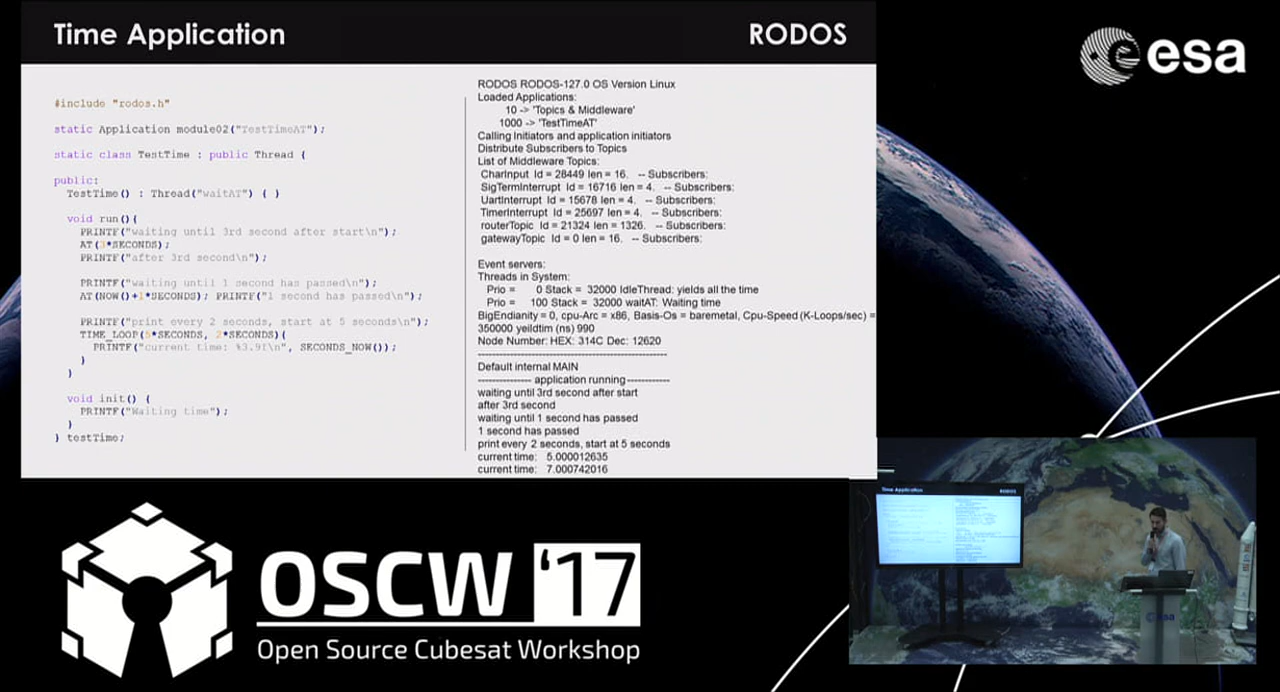 Time Application
RODOS
#include "rodos.h"
static Application module02("TestTimeAT");
static class TestTime : public Thread {
public:
TestTime() : Thread("waitAT") { }
void run(){
PRINTF("waiting until 3rd second after start\n");
AT(3*SECONDS);
PRINTF("after 3rd second\n");
PRINTF("waiting until 1 second has passed\n");
AT(NOW()+1*SECONDS); PRINTF("1 second has passed\n");
PRINTF("print every 2 seconds, start at 5 seconds\n");
TIME_LOOP(5*SECONDS, 2*SECONDS){
PRINTF("current time: %3.9f\n", SECONDS_NOW());
}
}
void init() {
PRINTF("Waiting time");
}
} testTime;
RODOS RODOS-127.0 OS Version Linux
Loaded Applications:
10 -> 'Topics & Middleware'
1000 -> 'TestTimeAT'
Calling Initiators and application initiators
Distribute Subscribers to Topics
List of Middleware Topics:
CharInput Id = 28449 len = 16. -- Subscribers:
SigTermInterrupt Id = 16716 len = 4. -- Subscribers:
UartInterrupt Id = 15678 len = 4. -- Subscribers:
TimerInterrupt Id = 25697 len = 4. -- Subscribers:
routerTopic Id = 21324 len = 1326. -- Subscribers:
gatewayTopic Id = 0 len = 16. -- Subscribers:
Event servers:
Threads in System:
Prio = 0 Stack = 32000 IdleThread: yields all the time
Prio = 100 Stack = 32000 waitAT: Waiting time
BigEndianity = 0, cpu-Arc = x86, Basis-Os = baremetal, Cpu-Speed (K-Loops/sec) =
350000 yeildtim (ns) 990
Node Number: HEX: 314C Dec: 12620
--------------------------------------------------
Default internal MAIN
-------------- application running-----------
waiting until 3rd second after start
after 3rd second
waiting until 1 second has passed
1 second has passed
print every 2 seconds, start at 5 seconds
current time: 5.000012635
current time: 7.000742016
esa
Time Application
RODOS
esa
OSCW '17
Open Source Cubesat Workshop